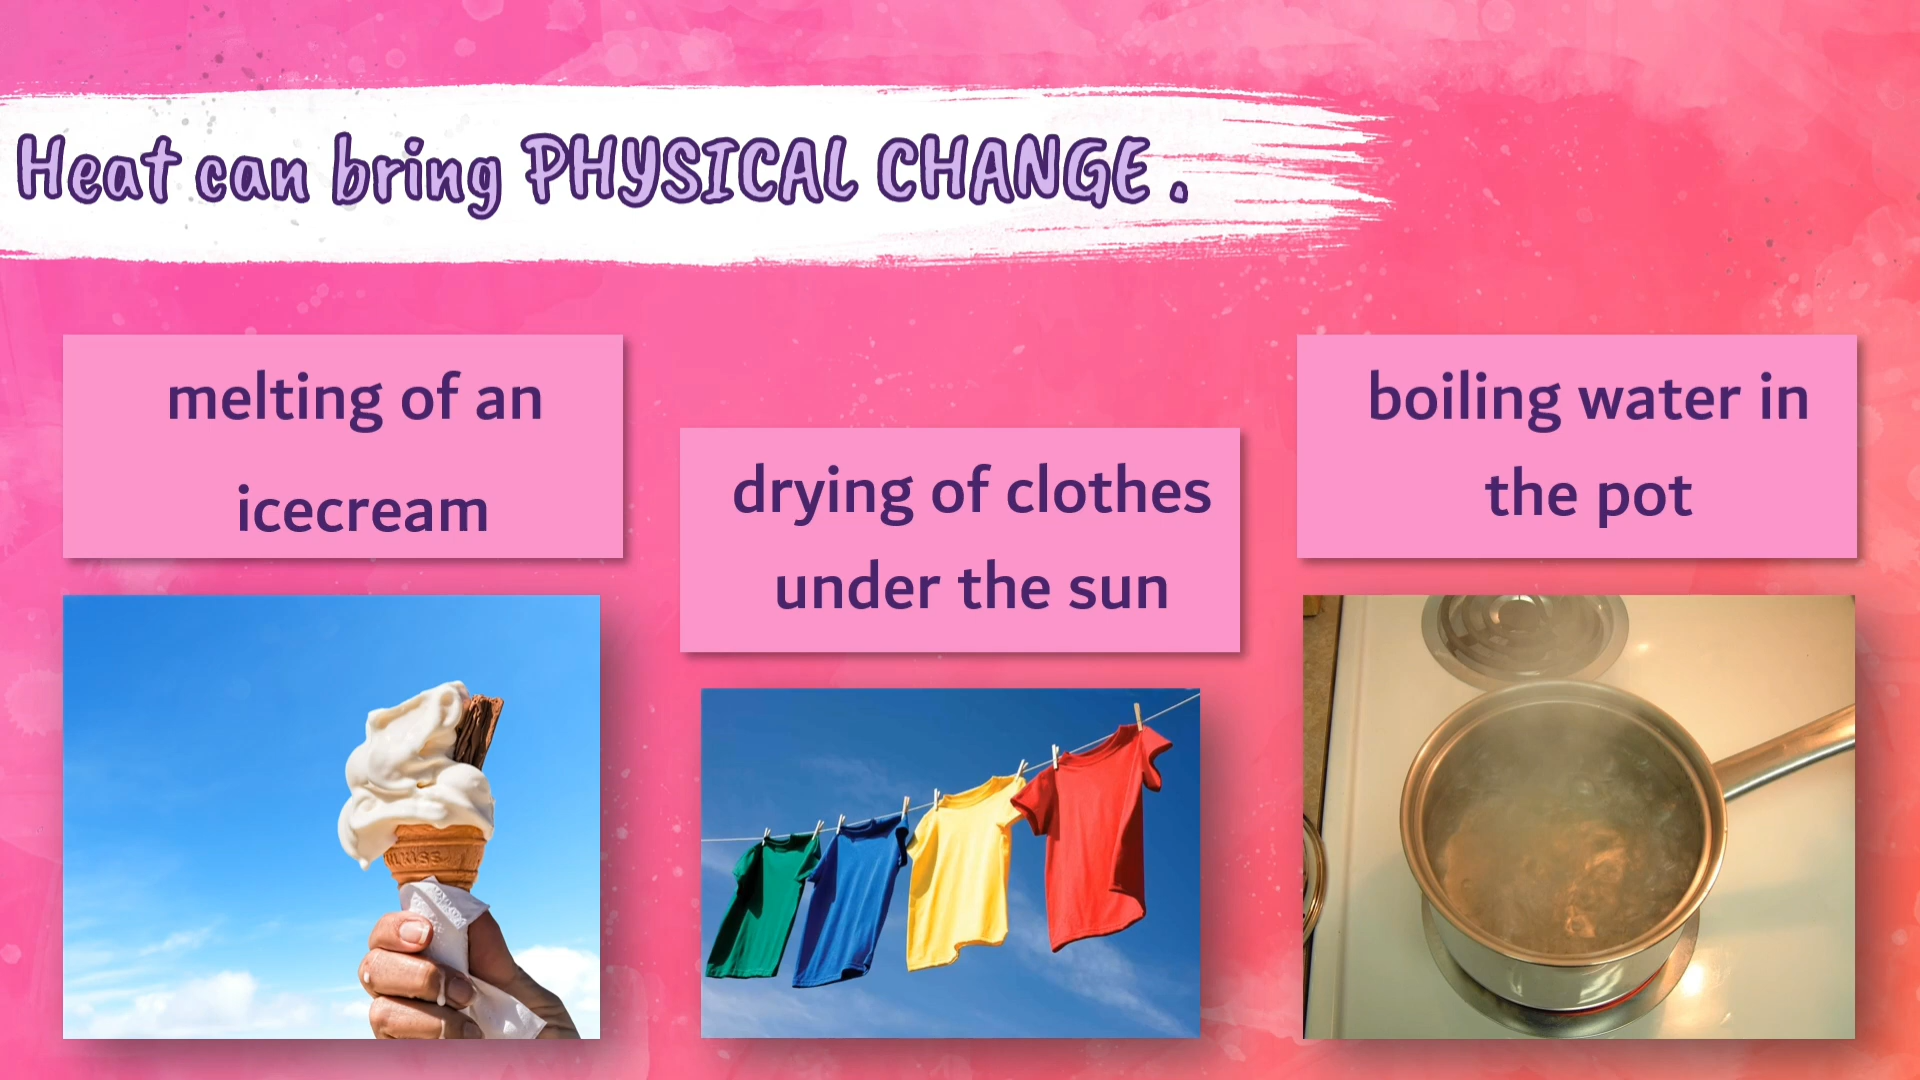 Heat can bring PHYSICAL CHANGE .
melting of an
icecream
drying of clothes
under the sun
boiling water in
the pot